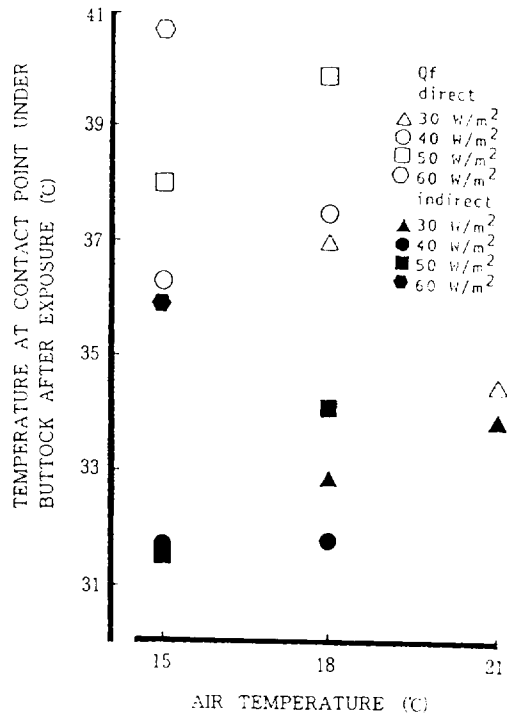 TEMPERATURE AT CONTACT POINT UNDER
BUTTOCK AFTER EXPOSURE (℃)
41
39
37
35
33
31
Qf
direct
△ 30 W/m²
○ 40 W/m²
□ 50 W/m²
⬡ 60 W/m²
indirect
▲ 30 W/m²
● 40 W/m²
■ 50 W/m²
⬢ 60 W/m²
15
18
21
AIR TEMPERATURE (℃)